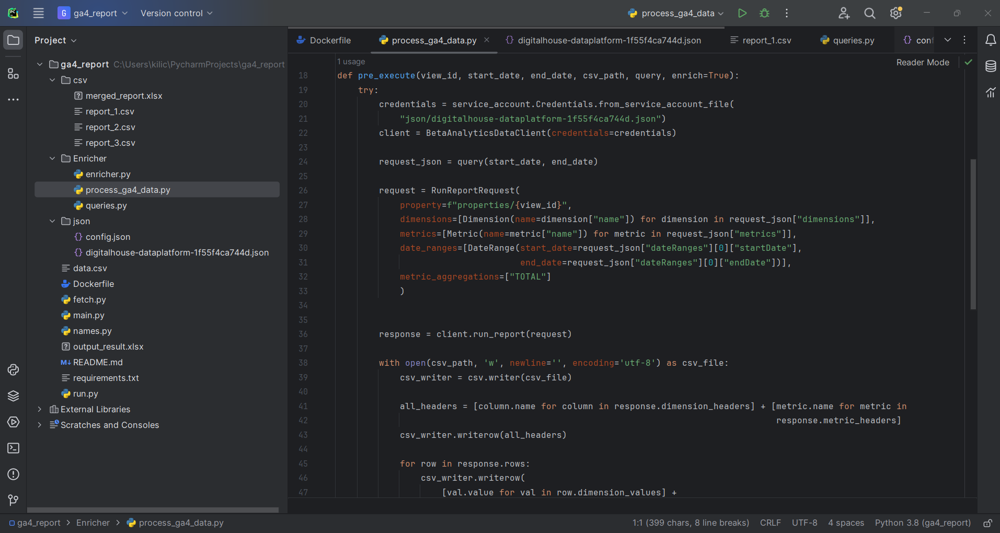 PC
G ga4_report
Version control
process_ga4_data
Project
Dockerfile
process_ga4_data.py
digitalhouse-dataplatform-1f55f4ca744d.json
report_1.csv
queries.py
conf
ga4_report C:\Users\kilic\PycharmProjects\ga4_report
csv
merged_report.xlsx
report_1.csv
report_2.csv
report_3.csv
Enricher
enricher.py
process_ga4_data.py
queries.py
json
config.json
digitalhouse-dataplatform-1f55f4ca744d.json
data.csv
Dockerfile
fetch.py
main.py
names.py
output_result.xlsx
README.md
requirements.txt
run.py
External Libraries
Scratches and Consoles
1 usage
Reader Mode
18 def pre_execute(view_id, start_date, end_date, csv_path, query, enrich=True):
19 try:
20 credentials = service_account.Credentials.from_service_account_file(
21 "json/digitalhouse-dataplatform-1f55f4ca744d.json")
22 client = BetaAnalyticsDataClient(credentials=credentials)
23
24 request_json = query(start_date, end_date)
25
26 request = RunReportRequest(
27 property=f"properties/{view_id}",
28 dimensions=[Dimension(name=dimension["name"]) for dimension in request_json["dimensions"]],
29 metrics=[Metric(name=metric["name"]) for metric in request_json["metrics"]],
30 date_ranges=[DateRange(start_date=request_json["dateRanges"][0]["startDate"],
31 end_date=request_json["dateRanges"][0]["endDate"])],
32 metric_aggregations=["TOTAL"]
33 )
34
35
36 response = client.run_report(request)
37
38 with open(csv_path, 'w', newline='', encoding='utf-8') as csv_file:
39 csv_writer = csv.writer(csv_file)
40
41 all_headers = [column.name for column in response.dimension_headers] + [metric.name for metric in
42 response.metric_headers]
43 csv_writer.writerow(all_headers)
44
45 for row in response.rows:
46 csv_writer.writerow(
47 [val.value for val in row.dimension_values] +
ga4_report > Enricher > process_ga4_data.py
1:1 (399 chars, 8 line breaks) CRLF UTF-8 4 spaces Python 3.8 (ga4_report)